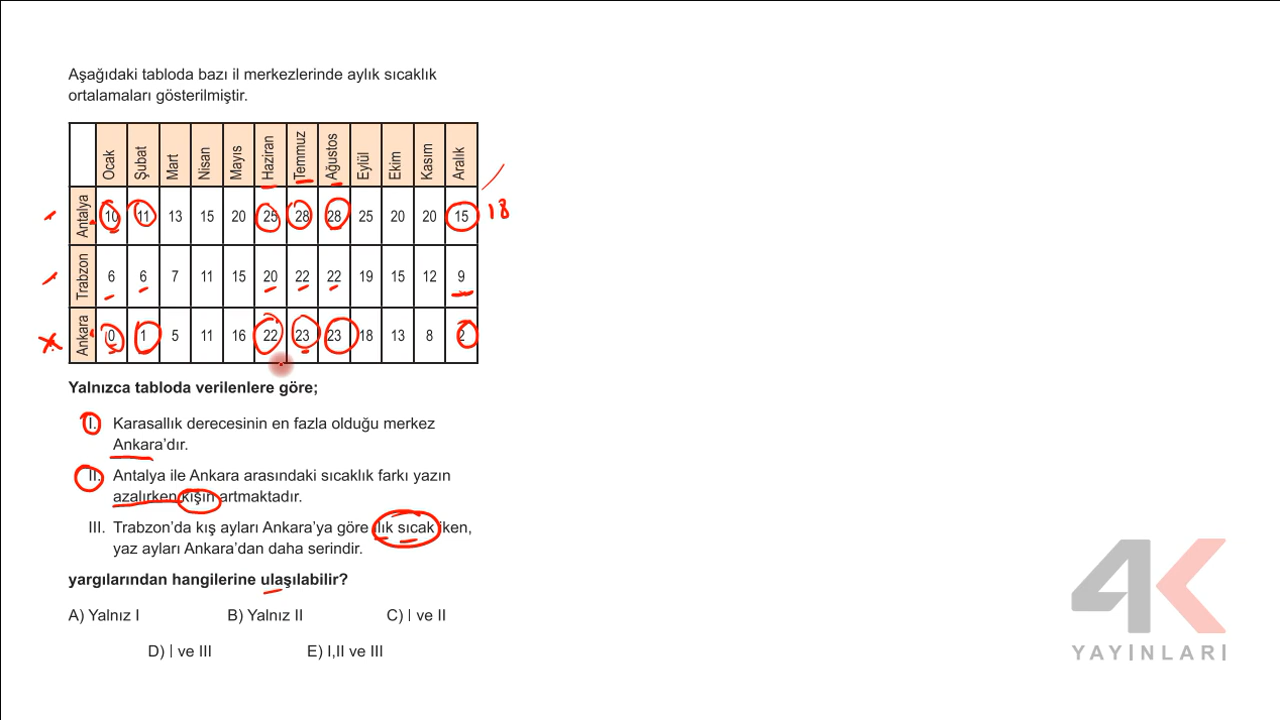 Aşağıdaki tabloda bazı il merkezlerinde aylık sıcaklık
ortalamaları gösterilmiştir.
Ocak Şubat Mart Nisan Mayıs Haziran Temmuz Ağustos Eylül Ekim Kasım Aralık
Antalya 10 11 13 15 20 25 28 28 25 20 20 15 18
Trabzon 6 6 7 11 15 20 22 22 19 15 12 9
Ankara 0 1 5 11 16 22 23 23 18 13 8 2
Yalnızca tabloda verilenlere göre;
I. Karasallık derecesinin en fazla olduğu merkez
Ankara'dır.
II. Antalya ile Ankara arasındaki sıcaklık farkı yazın
azalırken kışın artmaktadır.
III. Trabzon'da kış ayları Ankara'ya göre ılık sıcak iken,
yaz ayları Ankara'dan daha serindir.
yargılarından hangilerine ulaşılabilir?
A) Yalnız I B) Yalnız II C) I ve II
D) I ve III E) I,II ve III
4K
YAYINLARI